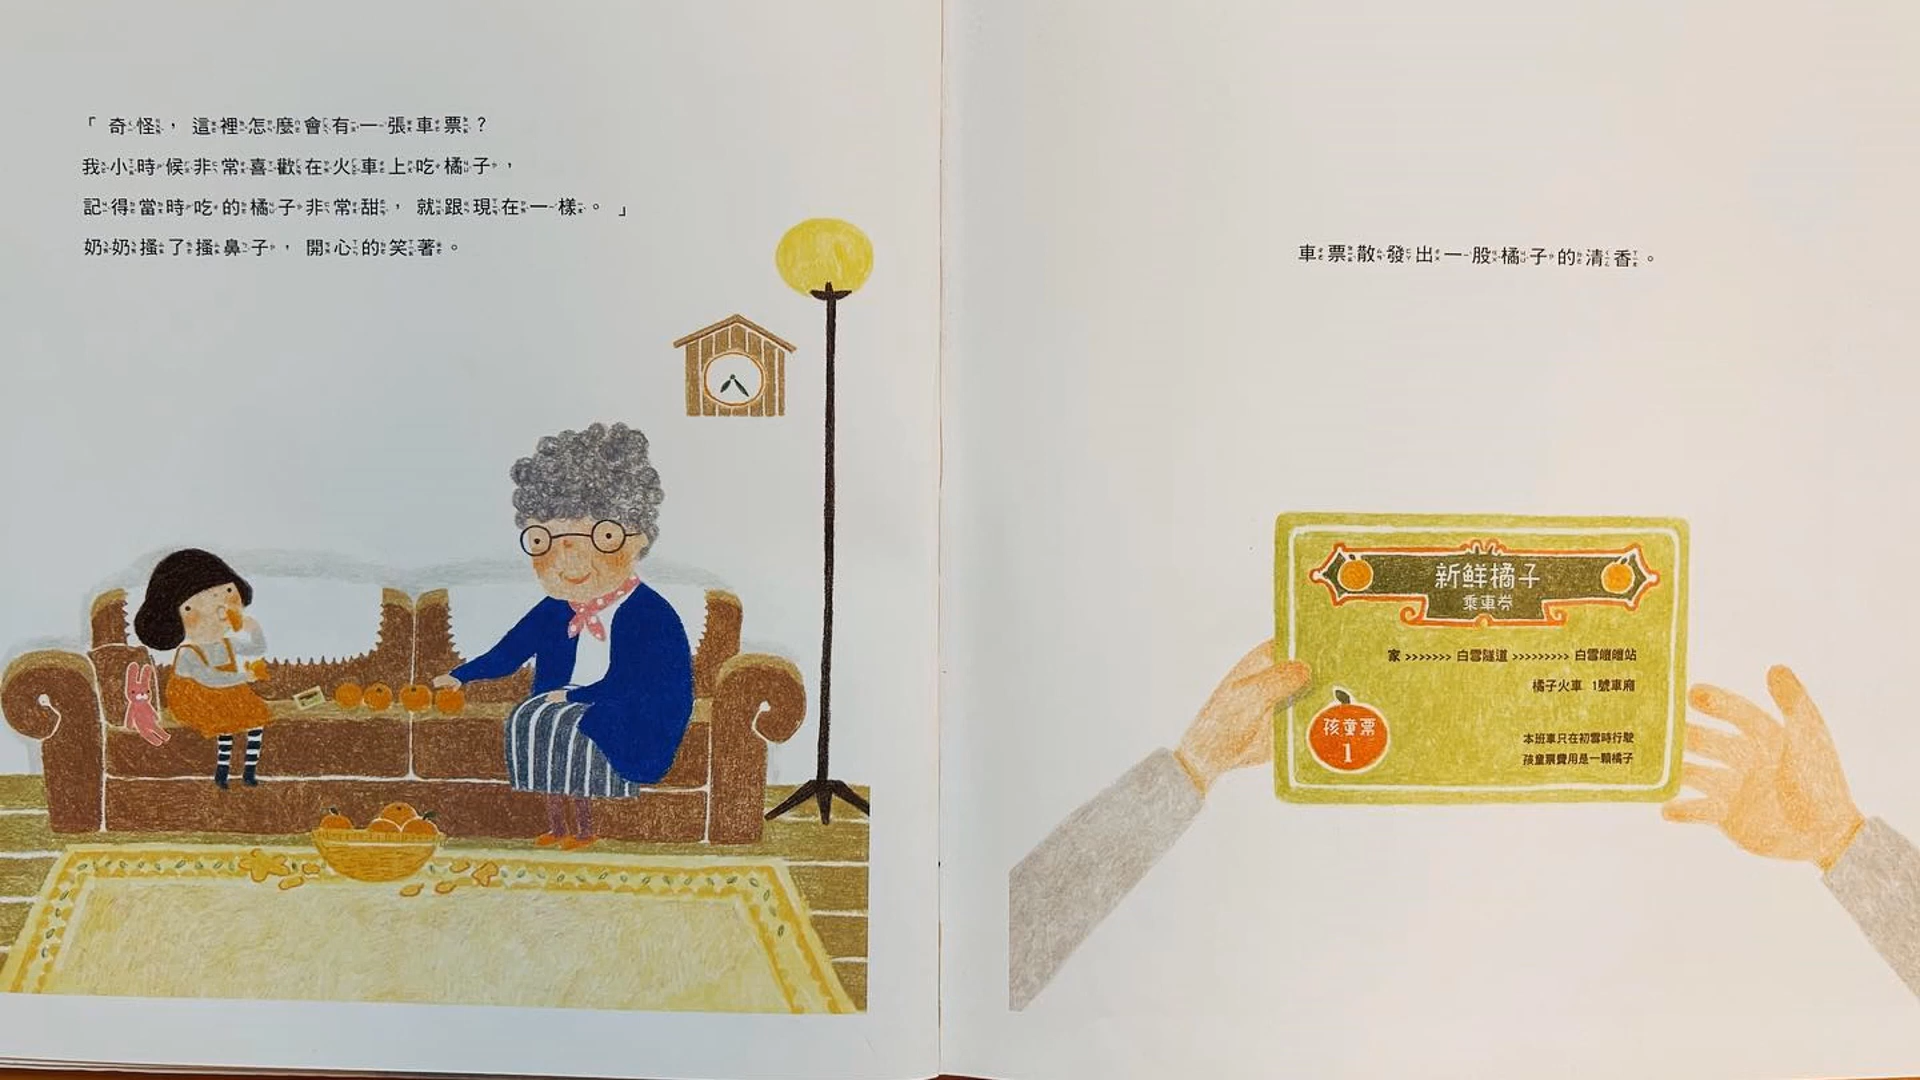 「奇怪，這裡怎麼會有一張車票？
我小時候非常喜歡在火車上吃橘子，
記得當時吃的橘子非常甜，就跟現在一樣。」
奶奶搔了搔鼻子，開心的笑著。
車票散發出一股橘子的清香。
新鮮橘子
乘車券
家 >>>>>>> 白雪隧道 >>>>>>>>> 白雪皚皚站
橘子火車 1號車廂
孩童票
1
本班車只在初雪時行駛
孩童票費用是一顆橘子